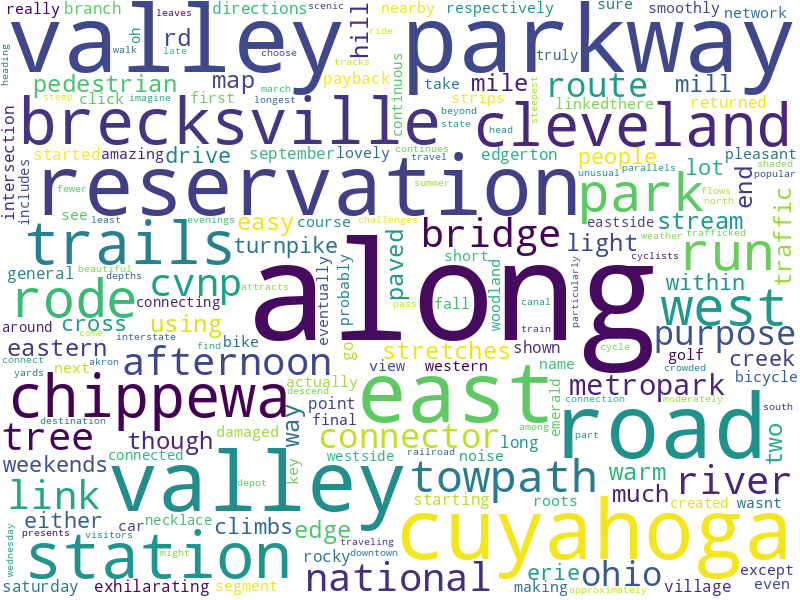 really branch directions nearby respectively sure smoothly
leaves oh rd hill network
valley parkway
walk late scenic ride choose truly
heading pedestrian map tracks payback take mile route mill
click first march continuous strips linkedthere steepest
steep imagine longest beyond state head returned
brecksville cleveland
started amazing drive september lovely continues travel edgerton people lot pleasant
intersection includes see fewer summer unusual parallels shaded popular
reservation park end flows north
least evenings course challenges eastside stream traffic
trails easy turnpike bridge light weather trafficked run
general beautiful depths short woodland cyclists within
cvnp attracts connecting eventually probably paved along fall canal particularly west
rode pass train
around come interstate cross using go stretches shown cycle purpose
eastern next akron find bike view western name golf crowded creek
connect yards afternoon descend actually among connection moderately metropark bicycle
chippewa destination way point east emerald part road south
tree though damaged final connector long two
weekends connected key westside railroad noise warm river
link depot valley towpath starting roots much created wasnt
either presents visitors car necklace climbs edge rocky traveling downtown cuyahoga
wednesday station might erie ohio village except
saturday exhilarating segment national making approximately even